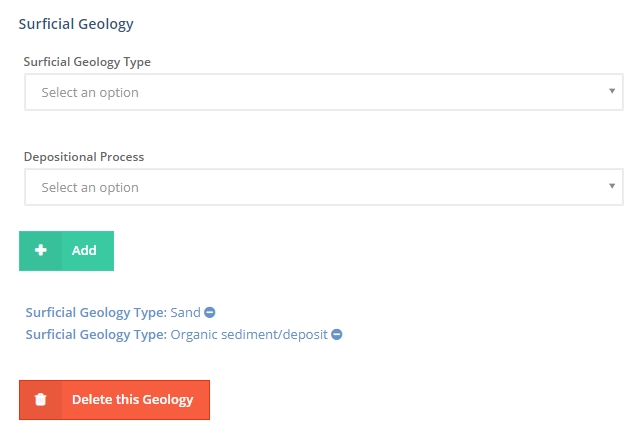 Surficial Geology
Surficial Geology Type
Select an option
Depositional Process
Select an option
Add
Surficial Geology Type: Sand
Surficial Geology Type: Organic sediment/deposit
Delete this Geology